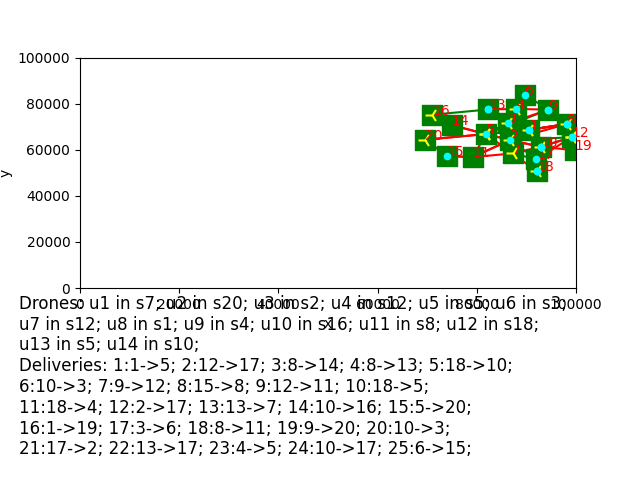 100000
80000
60000
40000
20000
0
y
0 20000 40000 60000 80000 100000
x
14
12
19
Drones: u1 in s7; u2 in s20; u3 in s2; u4 in s12; u5 in s5; u6 in s3;
u7 in s12; u8 in s1; u9 in s4; u10 in s16; u11 in s8; u12 in s18;
u13 in s5; u14 in s10;
Deliveries: 1:1->5; 2:12->17; 3:8->14; 4:8->13; 5:18->10;
6:10->3; 7:9->12; 8:15->8; 9:12->11; 10:18->5;
11:18->4; 12:2->17; 13:13->7; 14:10->16; 15:5->20;
16:1->19; 17:3->6; 18:8->11; 19:9->20; 20:10->3;
21:17->2; 22:13->17; 23:4->5; 24:10->17; 25:6->15;